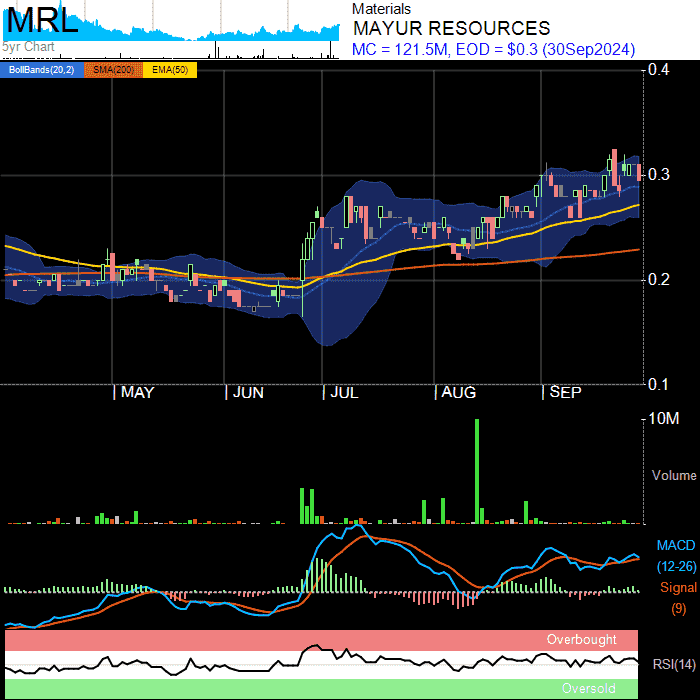 MRL
5yr Chart
Materials
MAYUR RESOURCES
MC = 121.5M, EOD = $0.3 (30Sep2024)
BollBands(20,2) SMA(200) EMA(50)
0.4
0.3
0.2
0.1
| MAY | JUN | JUL | AUG | SEP
10M
Volume
MACD
(12-26)
Signal
(9)
Overbought
RSI(14)
Oversold